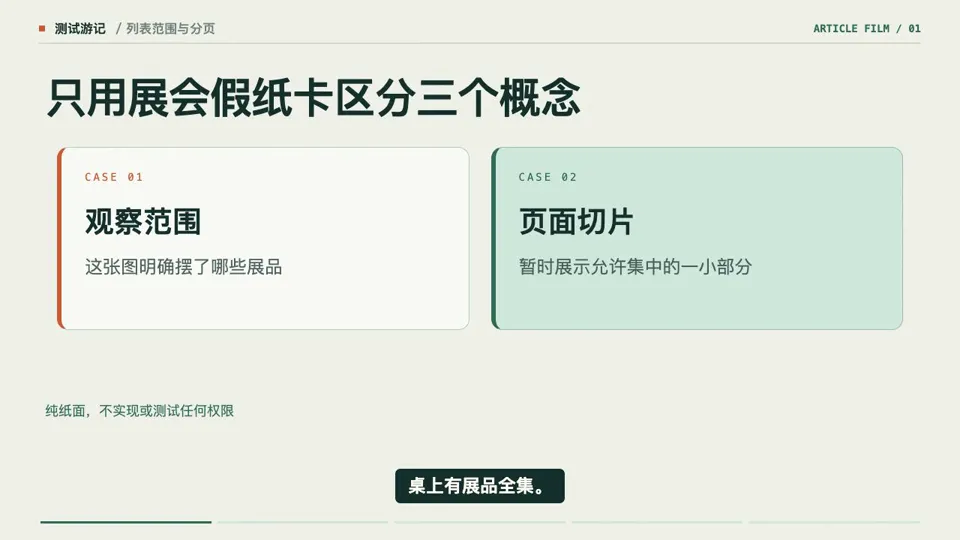 测试游记 / 列表范围与分页
ARTICLE FILM / 01
只用展会假纸卡区分三个概念
CASE 01
观察范围
这张图明确摆了哪些展品
CASE 02
页面切片
暂时展示允许集中的一小部分
纯纸面，不实现或测试任何权限
桌上有展品全集。